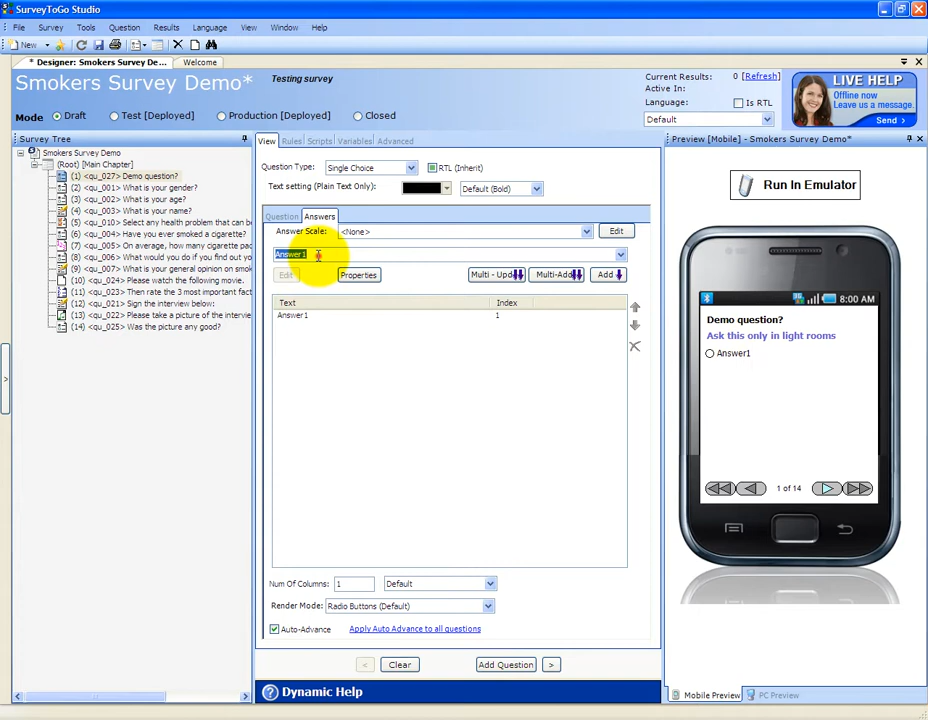 SurveyToGo Studio
File Survey Tools Question Results Language View Window Help
New
* Designer: Smokers Survey De... Welcome
Smokers Survey Demo* Testing survey
Current Results: 0 [Refresh]
Active In:
Language: Is RTL
Default
LIVE HELP
Offline now
Leave us a message.
Send >
Mode Draft Test [Deployed] Production [Deployed] Closed
Survey Tree
Smokers Survey Demo
(Root) [Main Chapter]
(1) <qu_027> Demo question?
(2) <qu_001> What is your gender?
(3) <qu_002> What is your age?
(4) <qu_003> What is your name?
(5) <qu_010> Select any health problem that can be
(6) <qu_004> Have you ever smoked a cigarette?
(7) <qu_005> On average, how many cigarette pac
(8) <qu_006> What would you do if you find out
(9) <qu_007> What is your general opinion on smok
(10) <qu_024> Please watch the following movie.
(11) <qu_023> Then rate the 3 most important fact
(12) <qu_021> Sign the interview below:
(13) <qu_022> Please take a picture of the intervie
(14) <qu_025> Was the picture any good?
View Rules Scripts Variables Advanced
Question Type: Single Choice RTL (Inherit)
Text setting (Plain Text Only): Default (Bold)
Question Answers
Answer Scale: <None> Edit
Answer1
Edit Properties Multi - Upd Multi-Add Add
Text Index
Answer1 1
Num Of Columns: 1 Default
Render Mode: Radio Buttons (Default)
Auto-Advance Apply Auto Advance to all questions
< Clear Add Question >
Dynamic Help
Preview [Mobile] - Smokers Survey Demo*
Run In Emulator
3G 8:00 AM
Demo question?
Ask this only in light rooms
Answer1
1 of 14
Mobile Preview PC Preview